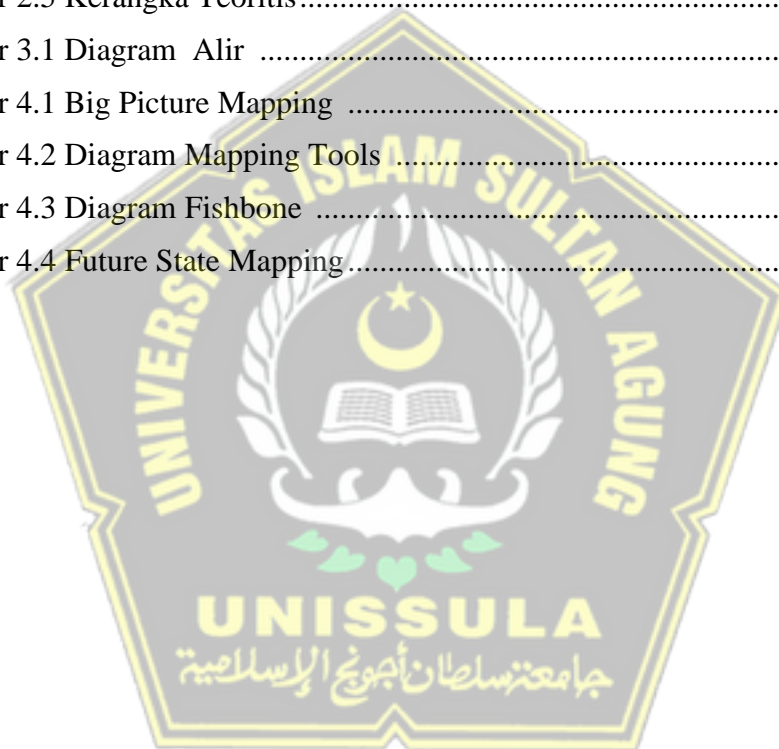 r 2.3 Kerangka Teoritis
r 3.1 Diagram Alir
r 4.1 Big Picture Mapping
r 4.2 Diagram Mapping Tools
r 4.3 Diagram Fishbone
r 4.4 Future State Mapping
UNIVERSITAS ISLAM SULTAN AGUNG
UNISSULA
جامعة سلطان أجونج الإسلامية